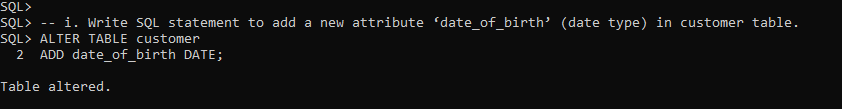 SQL>
SQL> -- i. Write SQL statement to add a new attribute ‘date_of_birth’ (date type) in customer table.
SQL> ALTER TABLE customer
  2  ADD date_of_birth DATE;
Table altered.